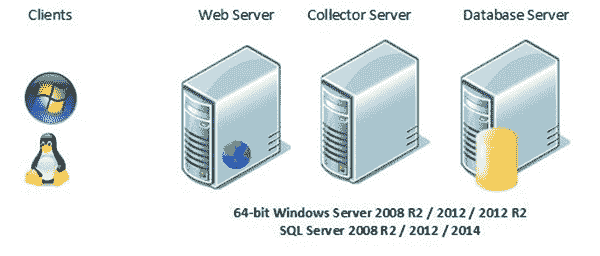 Clients Web Server Collector Server Database Server
64-bit Windows Server 2008 R2 / 2012 / 2012 R2
SQL Server 2008 R2 / 2012 / 2014